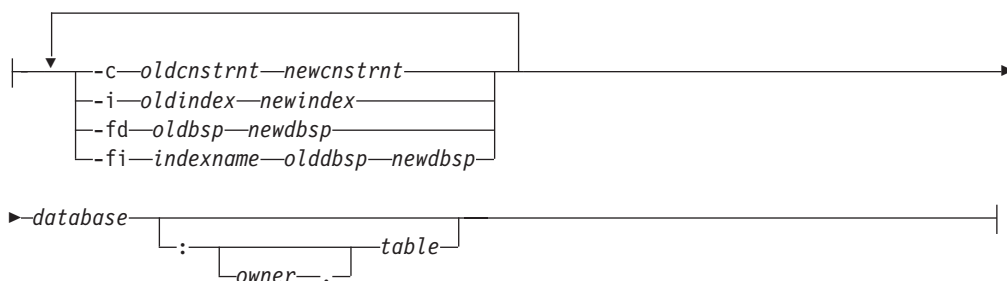 -c oldcnstrnt newcnstrnt
-i oldindex newindex
-fd oldbsp newdbsp
-fi indexname olddbsp newdbsp
database
: table
owner .